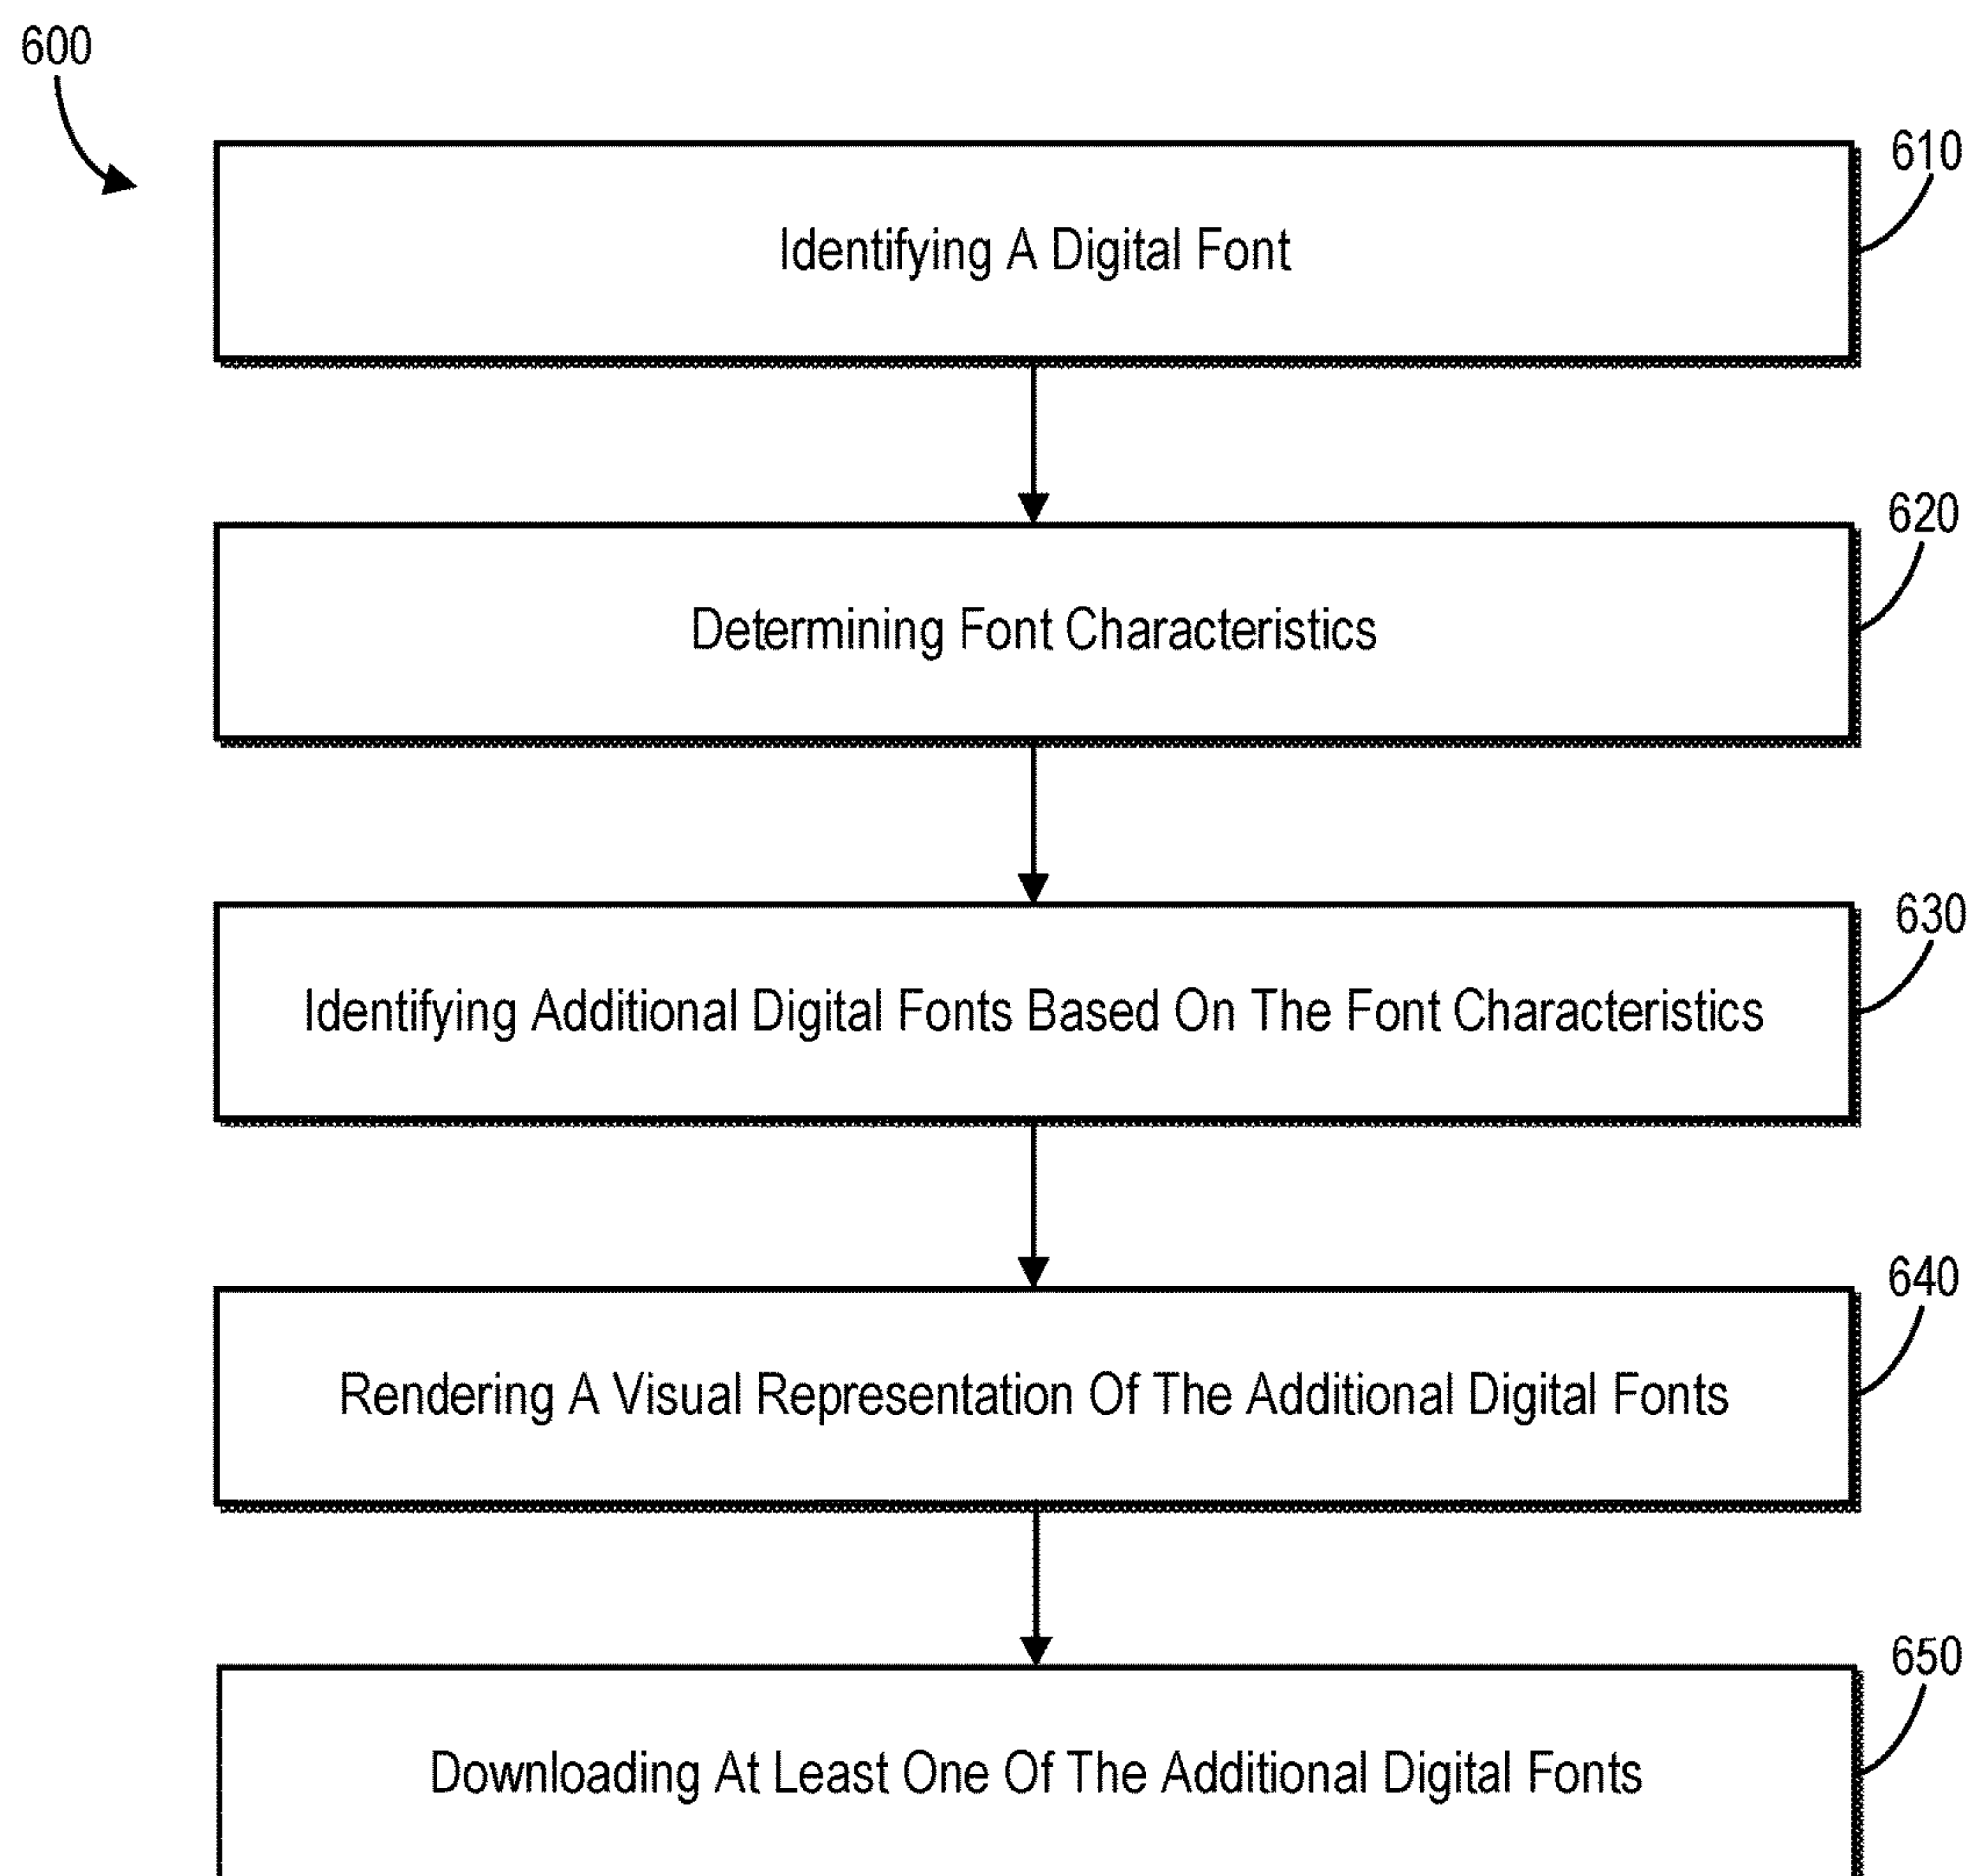 600
610
Identifying A Digital Font
620
Determining Font Characteristics
630
Identifying Additional Digital Fonts Based On The Font Characteristics
640
Rendering A Visual Representation Of The Additional Digital Fonts
650
Downloading At Least One Of The Additional Digital Fonts